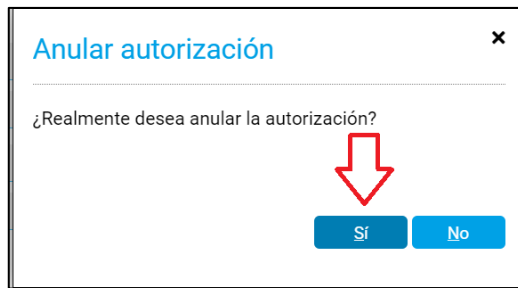 Anular autorización
¿Realmente desea anular la autorización?
Sí No